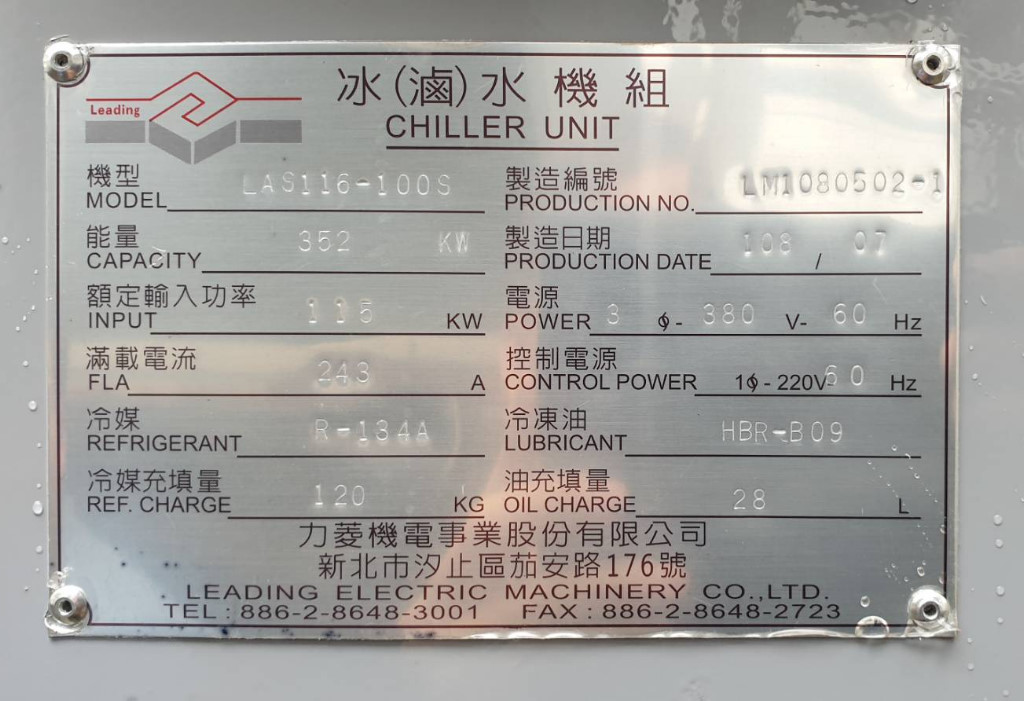 Leading
冰(滷)水機組
CHILLER UNIT
機型 LAS116-100S
MODEL
製造編號 LM1080502-1
PRODUCTION NO.
能量 352 KW
CAPACITY
製造日期 108 07
PRODUCTION DATE /
額定輸入功率 115
INPUT KW
電源
POWER 3 ϕ- 380 V- 60 Hz
滿載電流 243
FLA A
控制電源
CONTROL POWER 1ϕ-220V- 60 Hz
冷媒 R-134A
REFRIGERANT
冷凍油 HBR-B09
LUBRICANT
冷媒充填量 120
REF. CHARGE KG
油充填量 28
OIL CHARGE L
力菱機電事業股份有限公司
新北市汐止區茄安路176號
LEADING ELECTRIC MACHINERY CO.,LTD.
TEL:886-2-8648-3001 FAX:886-2-8648-2723